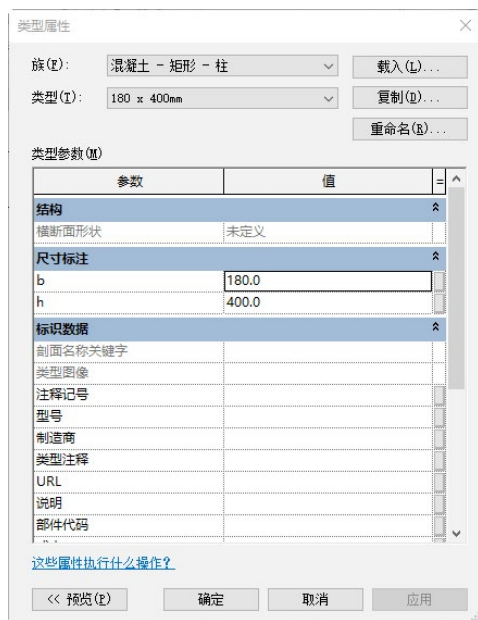 类型属性
族(F): 混凝土 - 矩形 - 柱 载入(L)...
类型(T): 180 x 400mm 复制(D)...
重命名(R)...
类型参数(M)
参数 值 =
结构
横断面形状 未定义
尺寸标注
b 180.0
h 400.0
标识数据
剖面名称关键字
类型图像
注释记号
型号
制造商
类型注释
URL
说明
部件代码
这些属性执行什么操作?
<< 预览(P) 确定 取消 应用